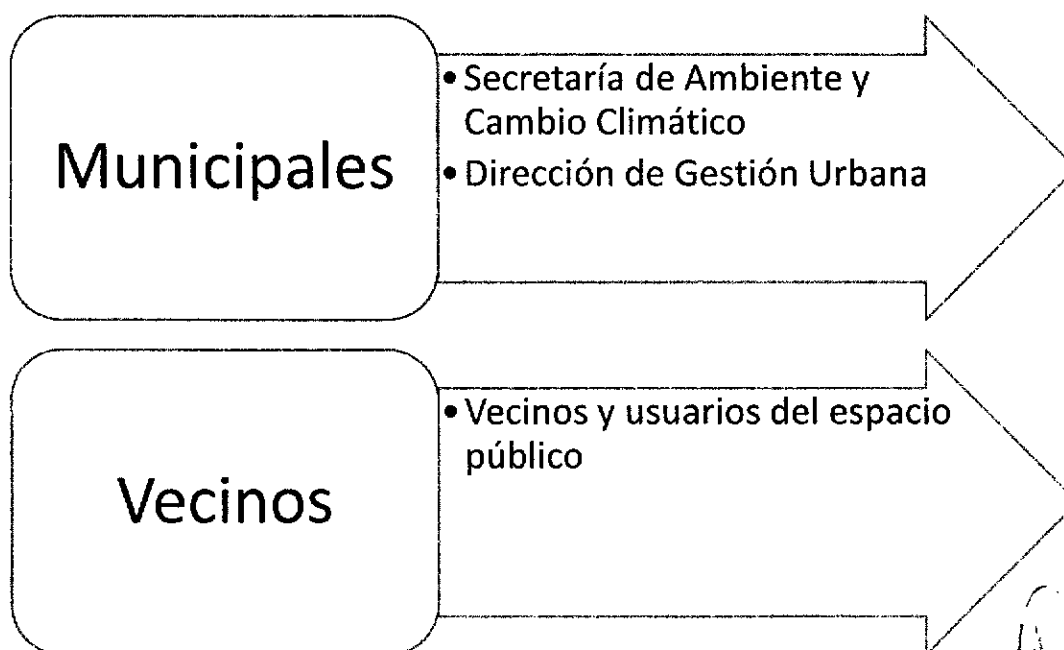 Municipales
• Secretaría de Ambiente y
Cambio Climático
• Dirección de Gestión Urbana
Vecinos
• Vecinos y usuarios del espacio
público